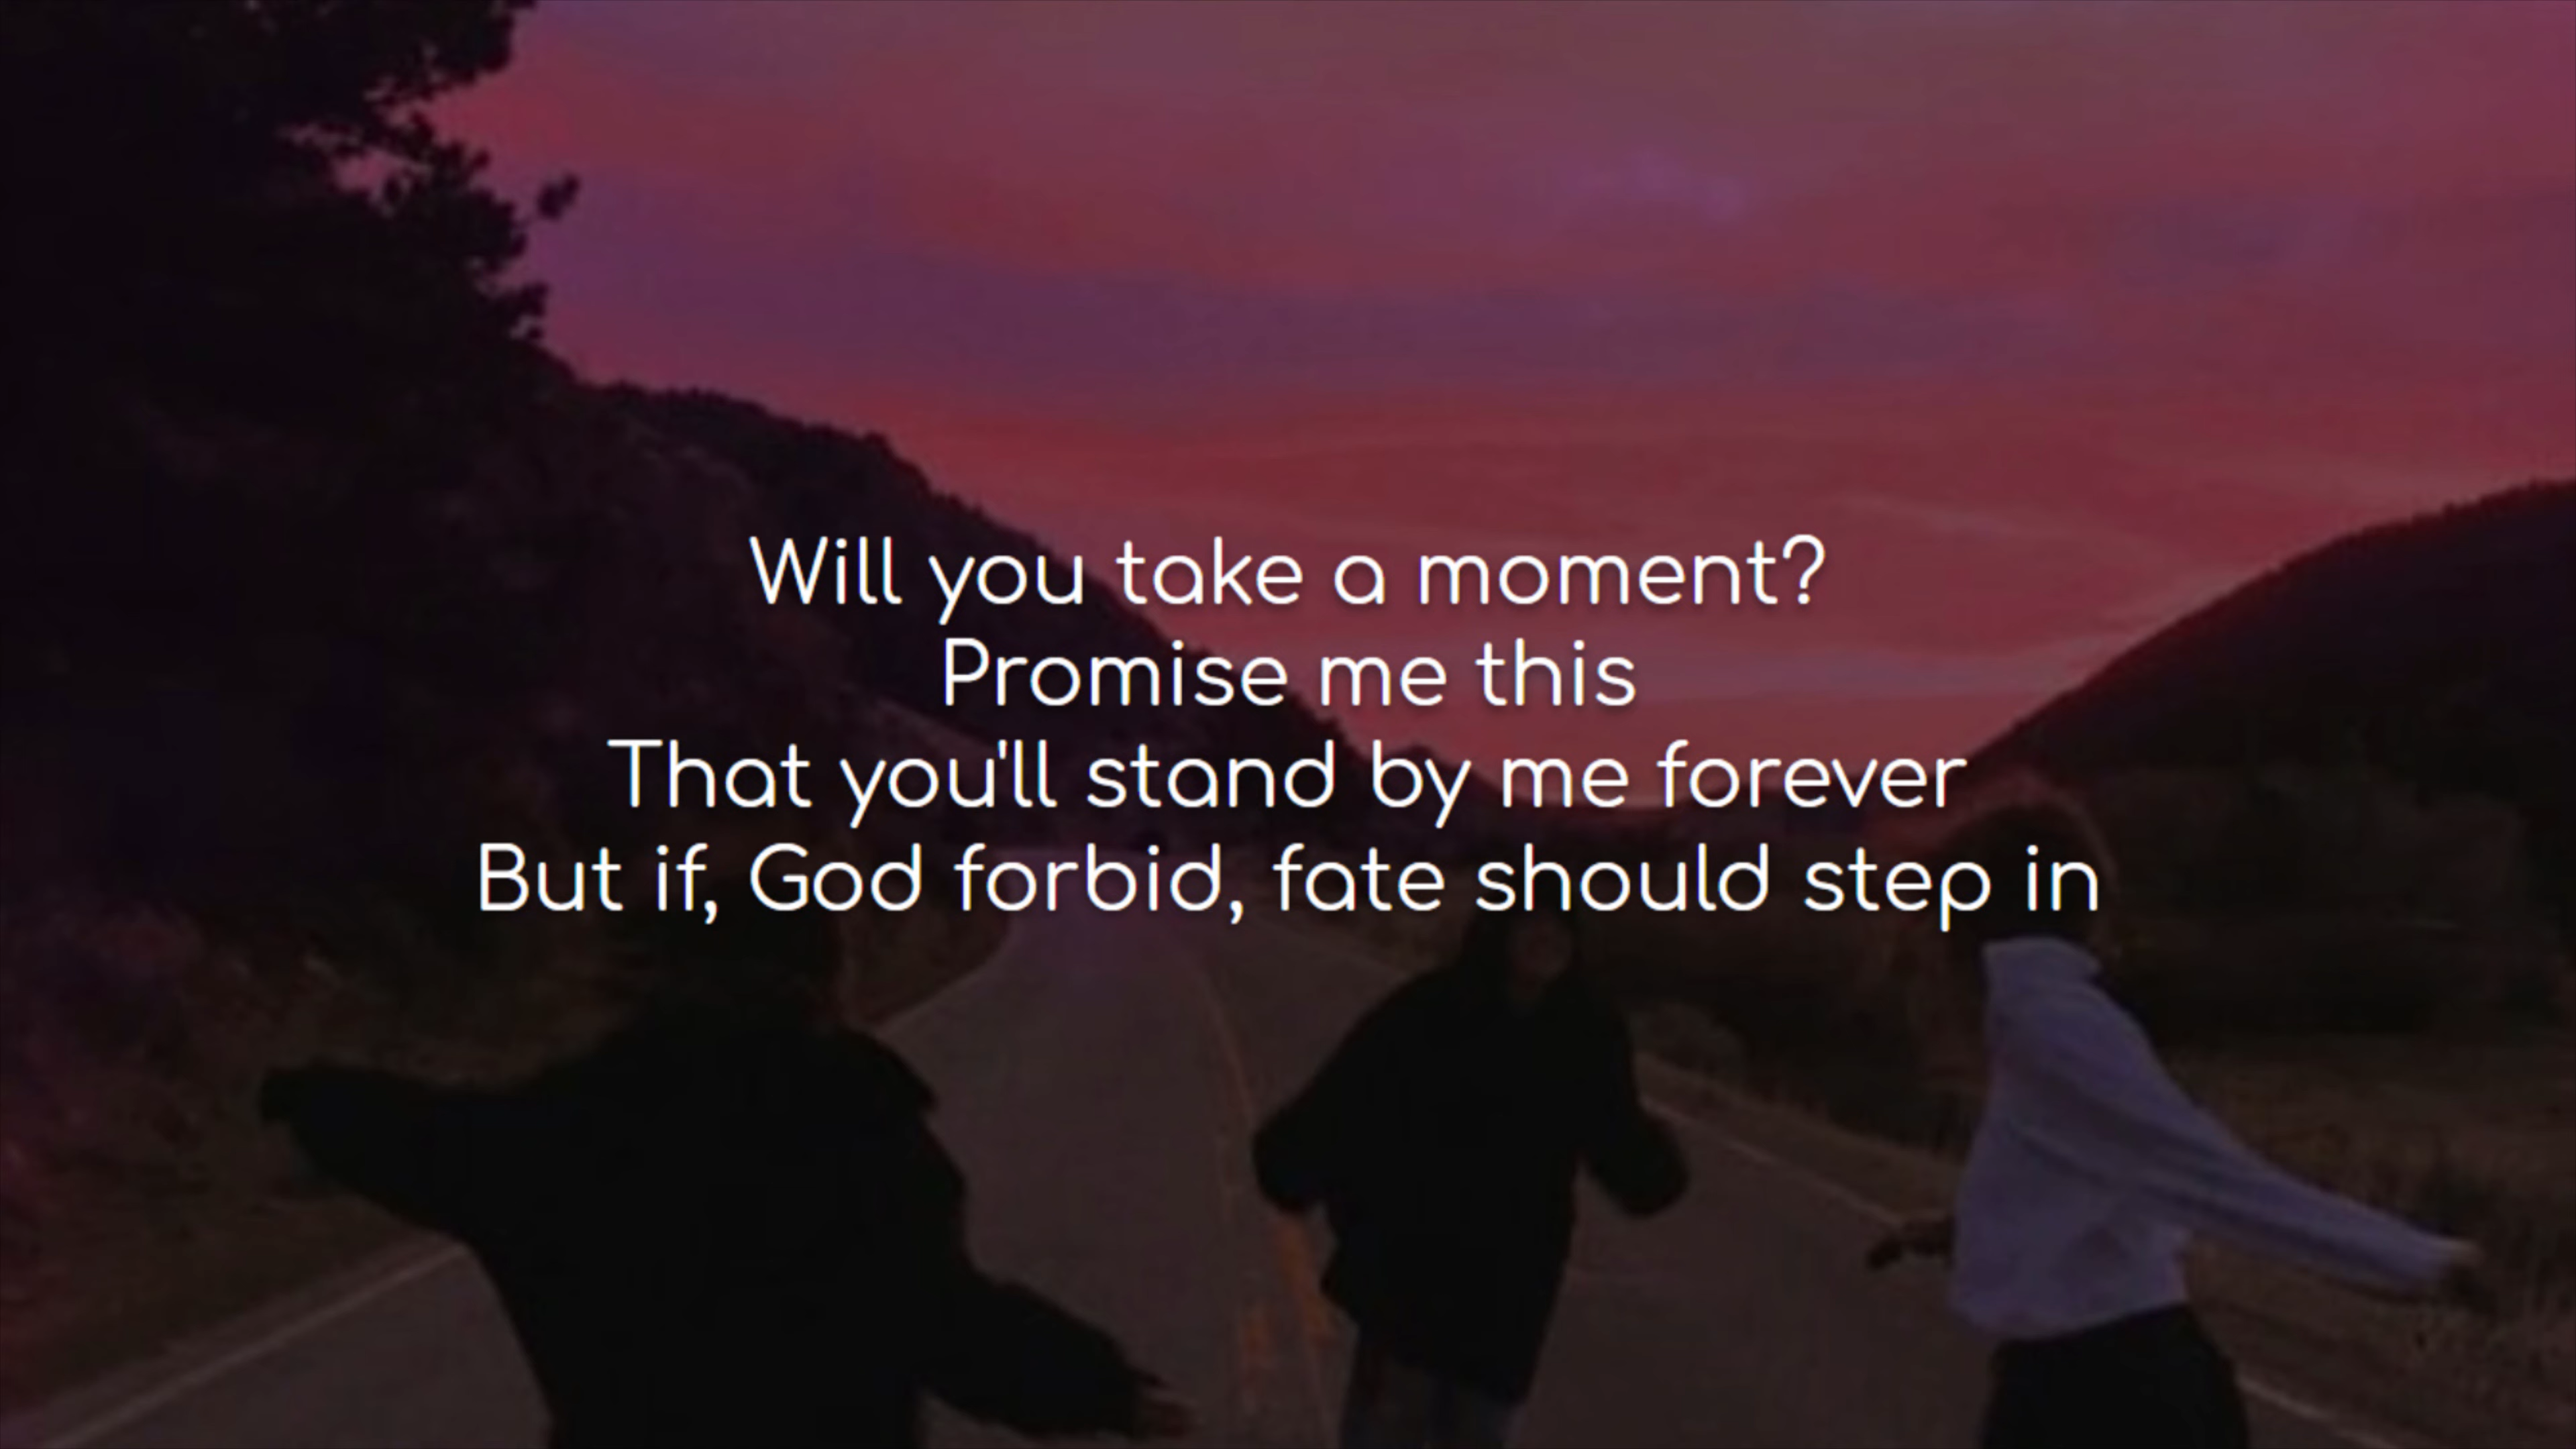 Will you take a moment?
Promise me this
That you'll stand by me forever
But if, God forbid, fate should step in